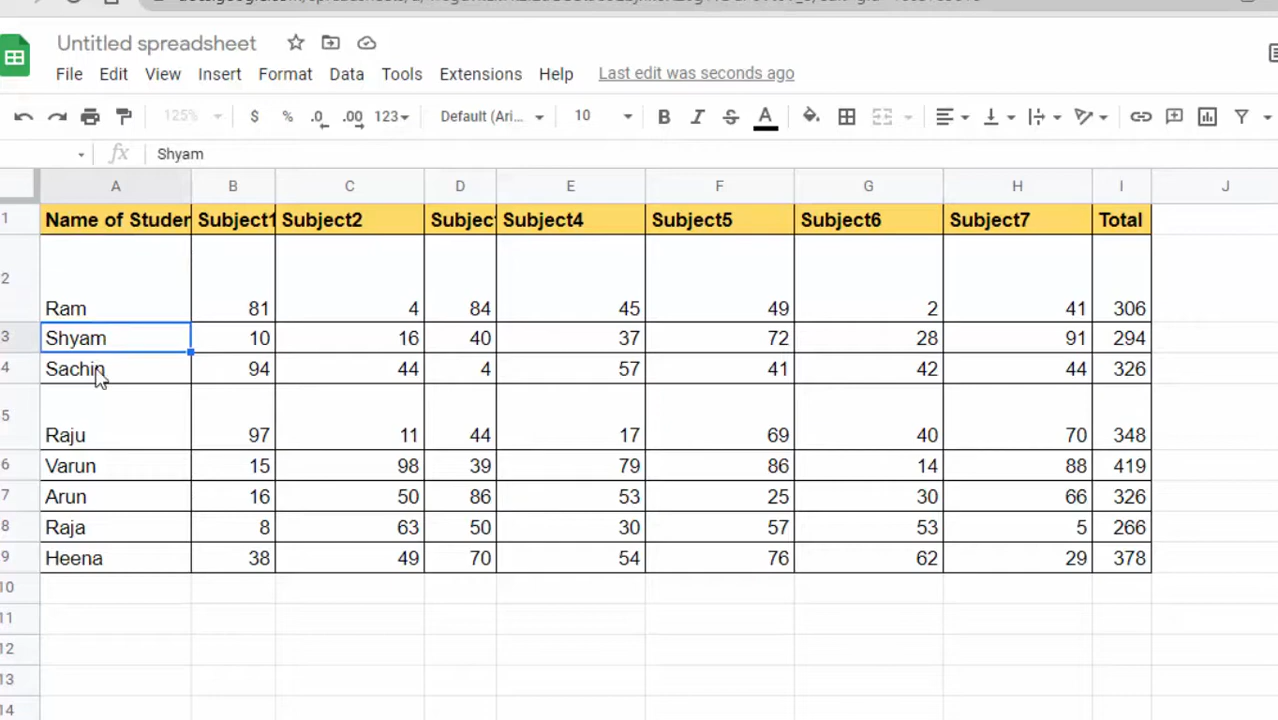 Untitled spreadsheet
File Edit View Insert Format Data Tools Extensions Help Last edit was seconds ago
125% $ % .0 .00 123 Default (Ari... 10 B I S A
fx Shyam
A B C D E F G H I J
1 Name of Studer Subject1 Subject2 Subjec Subject4 Subject5 Subject6 Subject7 Total
2 Ram 81 4 84 45 49 2 41 306
3 Shyam 10 16 40 37 72 28 91 294
4 Sachin 94 44 4 57 41 42 44 326
5 Raju 97 11 44 17 69 40 70 348
6 Varun 15 98 39 79 86 14 88 419
7 Arun 16 50 86 53 25 30 66 326
8 Raja 8 63 50 30 57 53 5 266
9 Heena 38 49 70 54 76 62 29 378
10
11
12
13
14